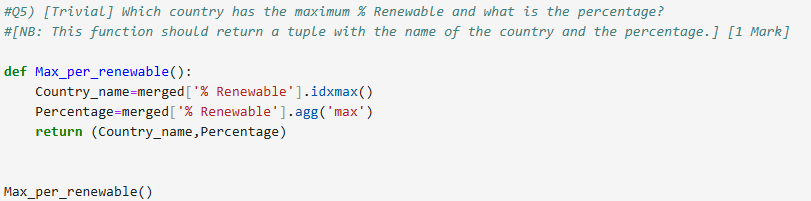 #Q5) [Trivial] Which country has the maximum % Renewable and what is the percentage?
#[NB: This function should return a tuple with the name of the country and the percentage.] [1 Mark]
def Max_per_renewable():
    Country_name=merged['% Renewable'].idxmax()
    Percentage=merged['% Renewable'].agg('max')
    return (Country_name,Percentage)
Max_per_renewable()